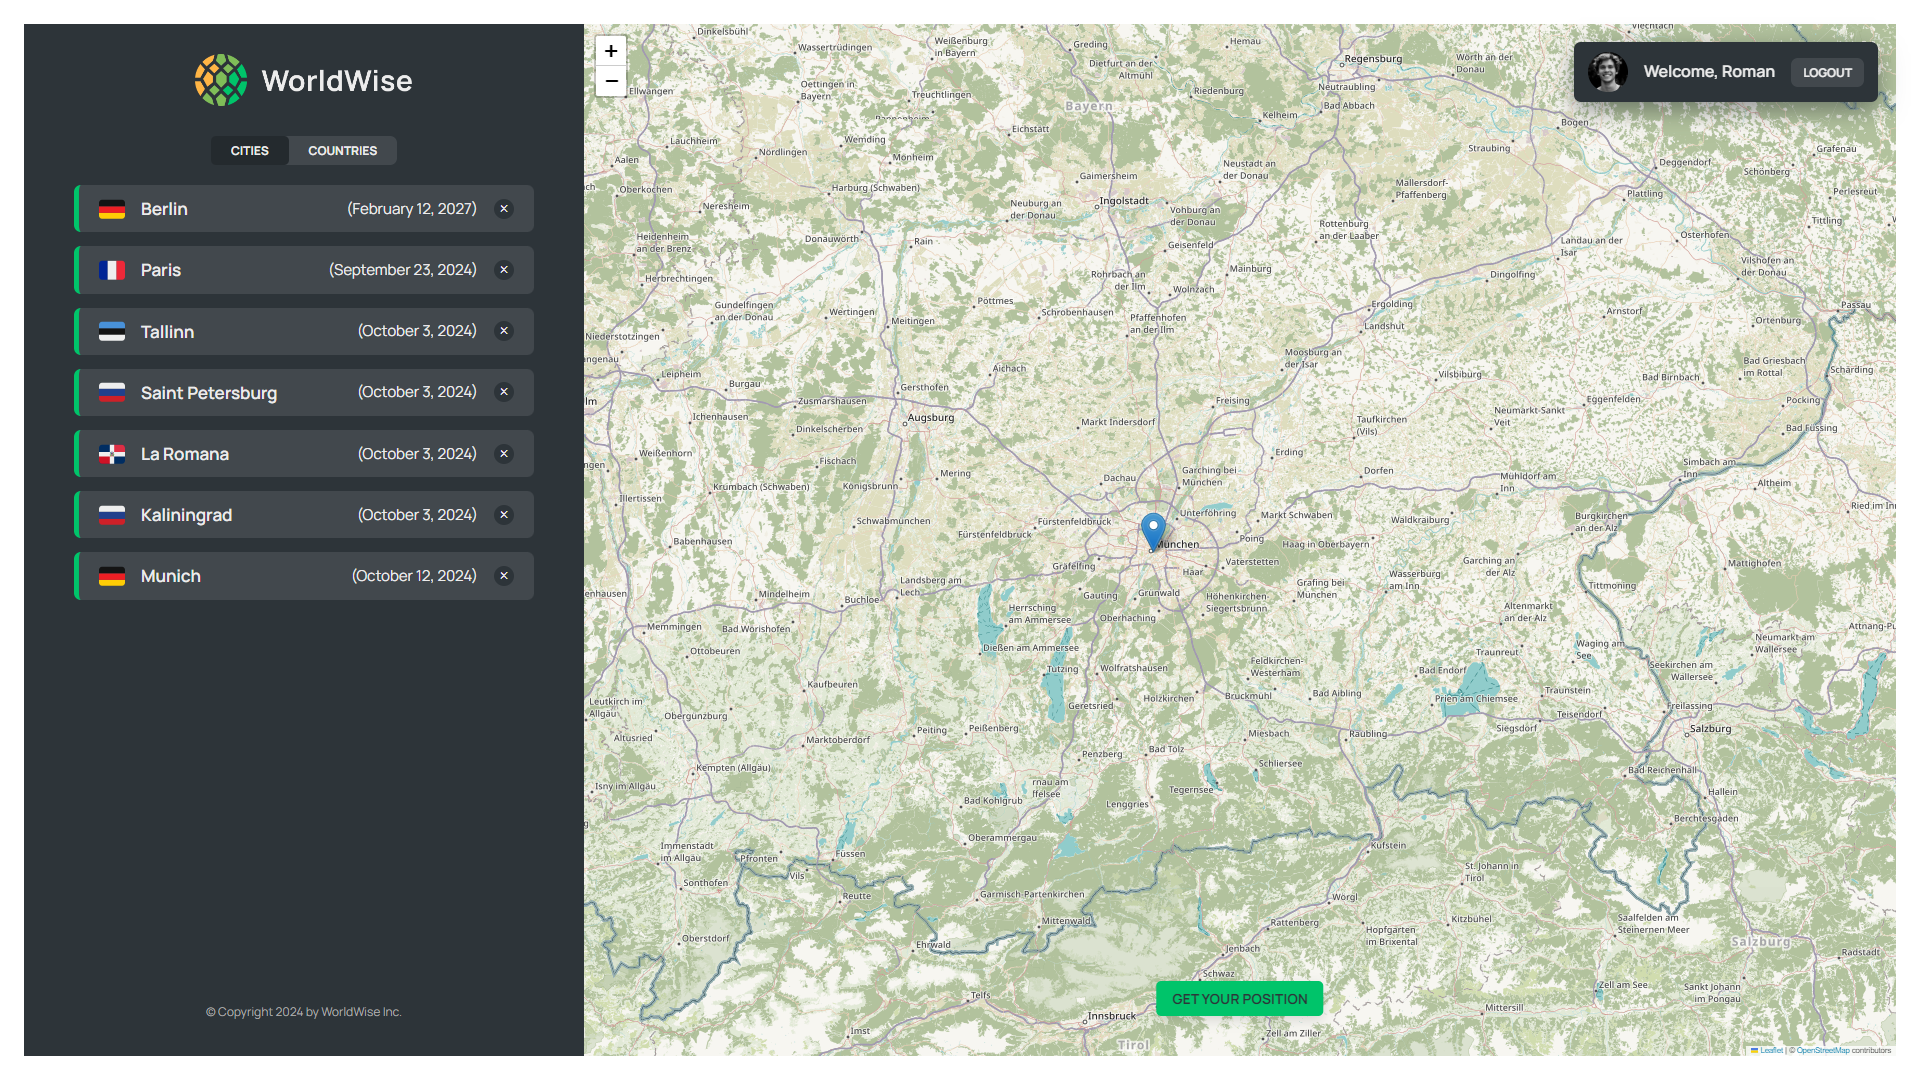 WorldWise
CITIES
COUNTRIES
Berlin
(February 12, 2027)
×
Paris
(September 23, 2024)
×
Tallinn
(October 3, 2024)
×
Saint Petersburg
(October 3, 2024)
×
La Romana
(October 3, 2024)
×
Kaliningrad
(October 3, 2024)
×
Munich
(October 12, 2024)
×
© Copyright 2024 by WorldWise Inc.
+
−
Welcome, Roman
LOGOUT
Dinkelsbühl
Wassertrüdingen
Weißenburg
in Bayern
Greding
Dietfurt an der
Altmühl
Hemau
Regensburg
Wörth an der
Donau
Viechtach
Ellwangen
Oettingen in
Bayern
Treuchtlingen
Bayern
Riedenburg
Neutraubling
Bad Abbach
Kelheim
Bogen
Lauchheim
Wemding
Eichstätt
Straubing
Grafenau
Aalen
Nördlingen
Monheim
Neustadt an
der Donau
Deggendorf
Schönberg
Oberkochen
Harburg (Schwaben)
Gaimersheim
Mallersdorf-
Pfaffenberg
Plattling
Perlesreut
Neresheim
Neuburg an
der Donau
Ingolstadt
Vohburg an
der Donau
Rottenburg
an der Laaber
Tittling
Heidenheim
an der Brenz
Donauwörth
Rain
Geisenfeld
Landau an der
Isar
Osterhofen
Herbrechtingen
Rohrbach an
der Ilm
Wolnzach
Mainburg
Dingolfing
Vilshofen an
der Donau
Gundelfingen
an der Donau
Wertingen
Pöttmes
Schrobenhausen
Pfaffenhofen
an der Ilm
Ergolding
Landshut
Arnstorf
Passau
Ortenburg
Niederstotzingen
Meitingen
Moosburg an
der Isar
Bad Griesbach
im Rottal
Leipheim
Burgau
Aichach
Vilsbiburg
Bad Birnbach
Schärding
Gersthofen
Zusmarshausen
Freising
Neumarkt-Sankt
Veit
Eggenfelden
Pocking
Ichenhausen
Dinkelscherben
Augsburg
Markt Indersdorf
Taufkirchen
(Vils)
Bad Füssing
Weißenhorn
Fischach
Mering
Dachau
Garching bei
München
Erding
Dorfen
Mühldorf am
Inn
Simbach am
Inn
Altheim
Krumbach (Schwaben)
Königsbrunn
Illertissen
Ried im Inn
Schwabmünchen
Fürstenfeldbruck
Fürstenfeldbruck
Unterföhring
Markt Schwaben
Waldkraiburg
Burgkirchen
an der Alz
Babenhausen
München
Poing
Haag in Oberbayern
Gräfelfing
Haar
Vaterstetten
Grafing bei
München
Wasserburg
am Inn
Garching an
der Alz
Tittmoning
Mattighofen
Mindelheim
Buchloe
Landsberg am
Lech
Herrsching
am Ammersee
Gauting
Grünwald
Höhenkirchen-
Siegertsbrunn
Oberhaching
Altenmarkt
an der Alz
Memmingen
Bad Wörishofen
Dießen am Ammersee
Waging am
See
Neumarkt am
Wallersee
Attnang-Pu
Ottobeuren
Tutzing
Wolfratshausen
Feldkirchen-
Westerham
Traunreut
Seekirchen am
Wallersee
Kaufbeuren
Geretsried
Holzkirchen
Bruckmühl
Bad Aibling
Bad Endorf
Prien am Chiemsee
Traunstein
Leutkirch im
Allgäu
Obergünzburg
Teisendorf
Freilassing
Altusried
Marktoberdorf
Peiting
Peißenberg
Bad Tölz
Miesbach
Raubling
Siegsdorf
Salzburg
Kempten (Allgäu)
Penzberg
Schliersee
Bad Reichenhall
Isny im Allgäu
rnau am
ffelsee
Bad Kohlgrub
Lenggries
Tegernsee
Hallein
Berchtesgaden
Immenstadt
im Allgäu
Pfronten
Füssen
Oberammergau
Kufstein
Sonthofen
Vils
Reutte
Garmisch-Partenkirchen
St. Johann in
Tirol
Oberstdorf
Mittenwald
Wörgl
Ehrwald
Rattenberg
Kitzbühel
Hopfgarten
im Brixental
Saalfelden am
Steinernen Meer
Salzburg
Radstadt
Jenbach
Schwaz
Telfs
Innsbruck
Imst
Tirol
Zell am Ziller
Mittersill
Zell am See
Sankt Johann
im Pongau
GET YOUR POSITION
Leaflet | © OpenStreetMap contributors